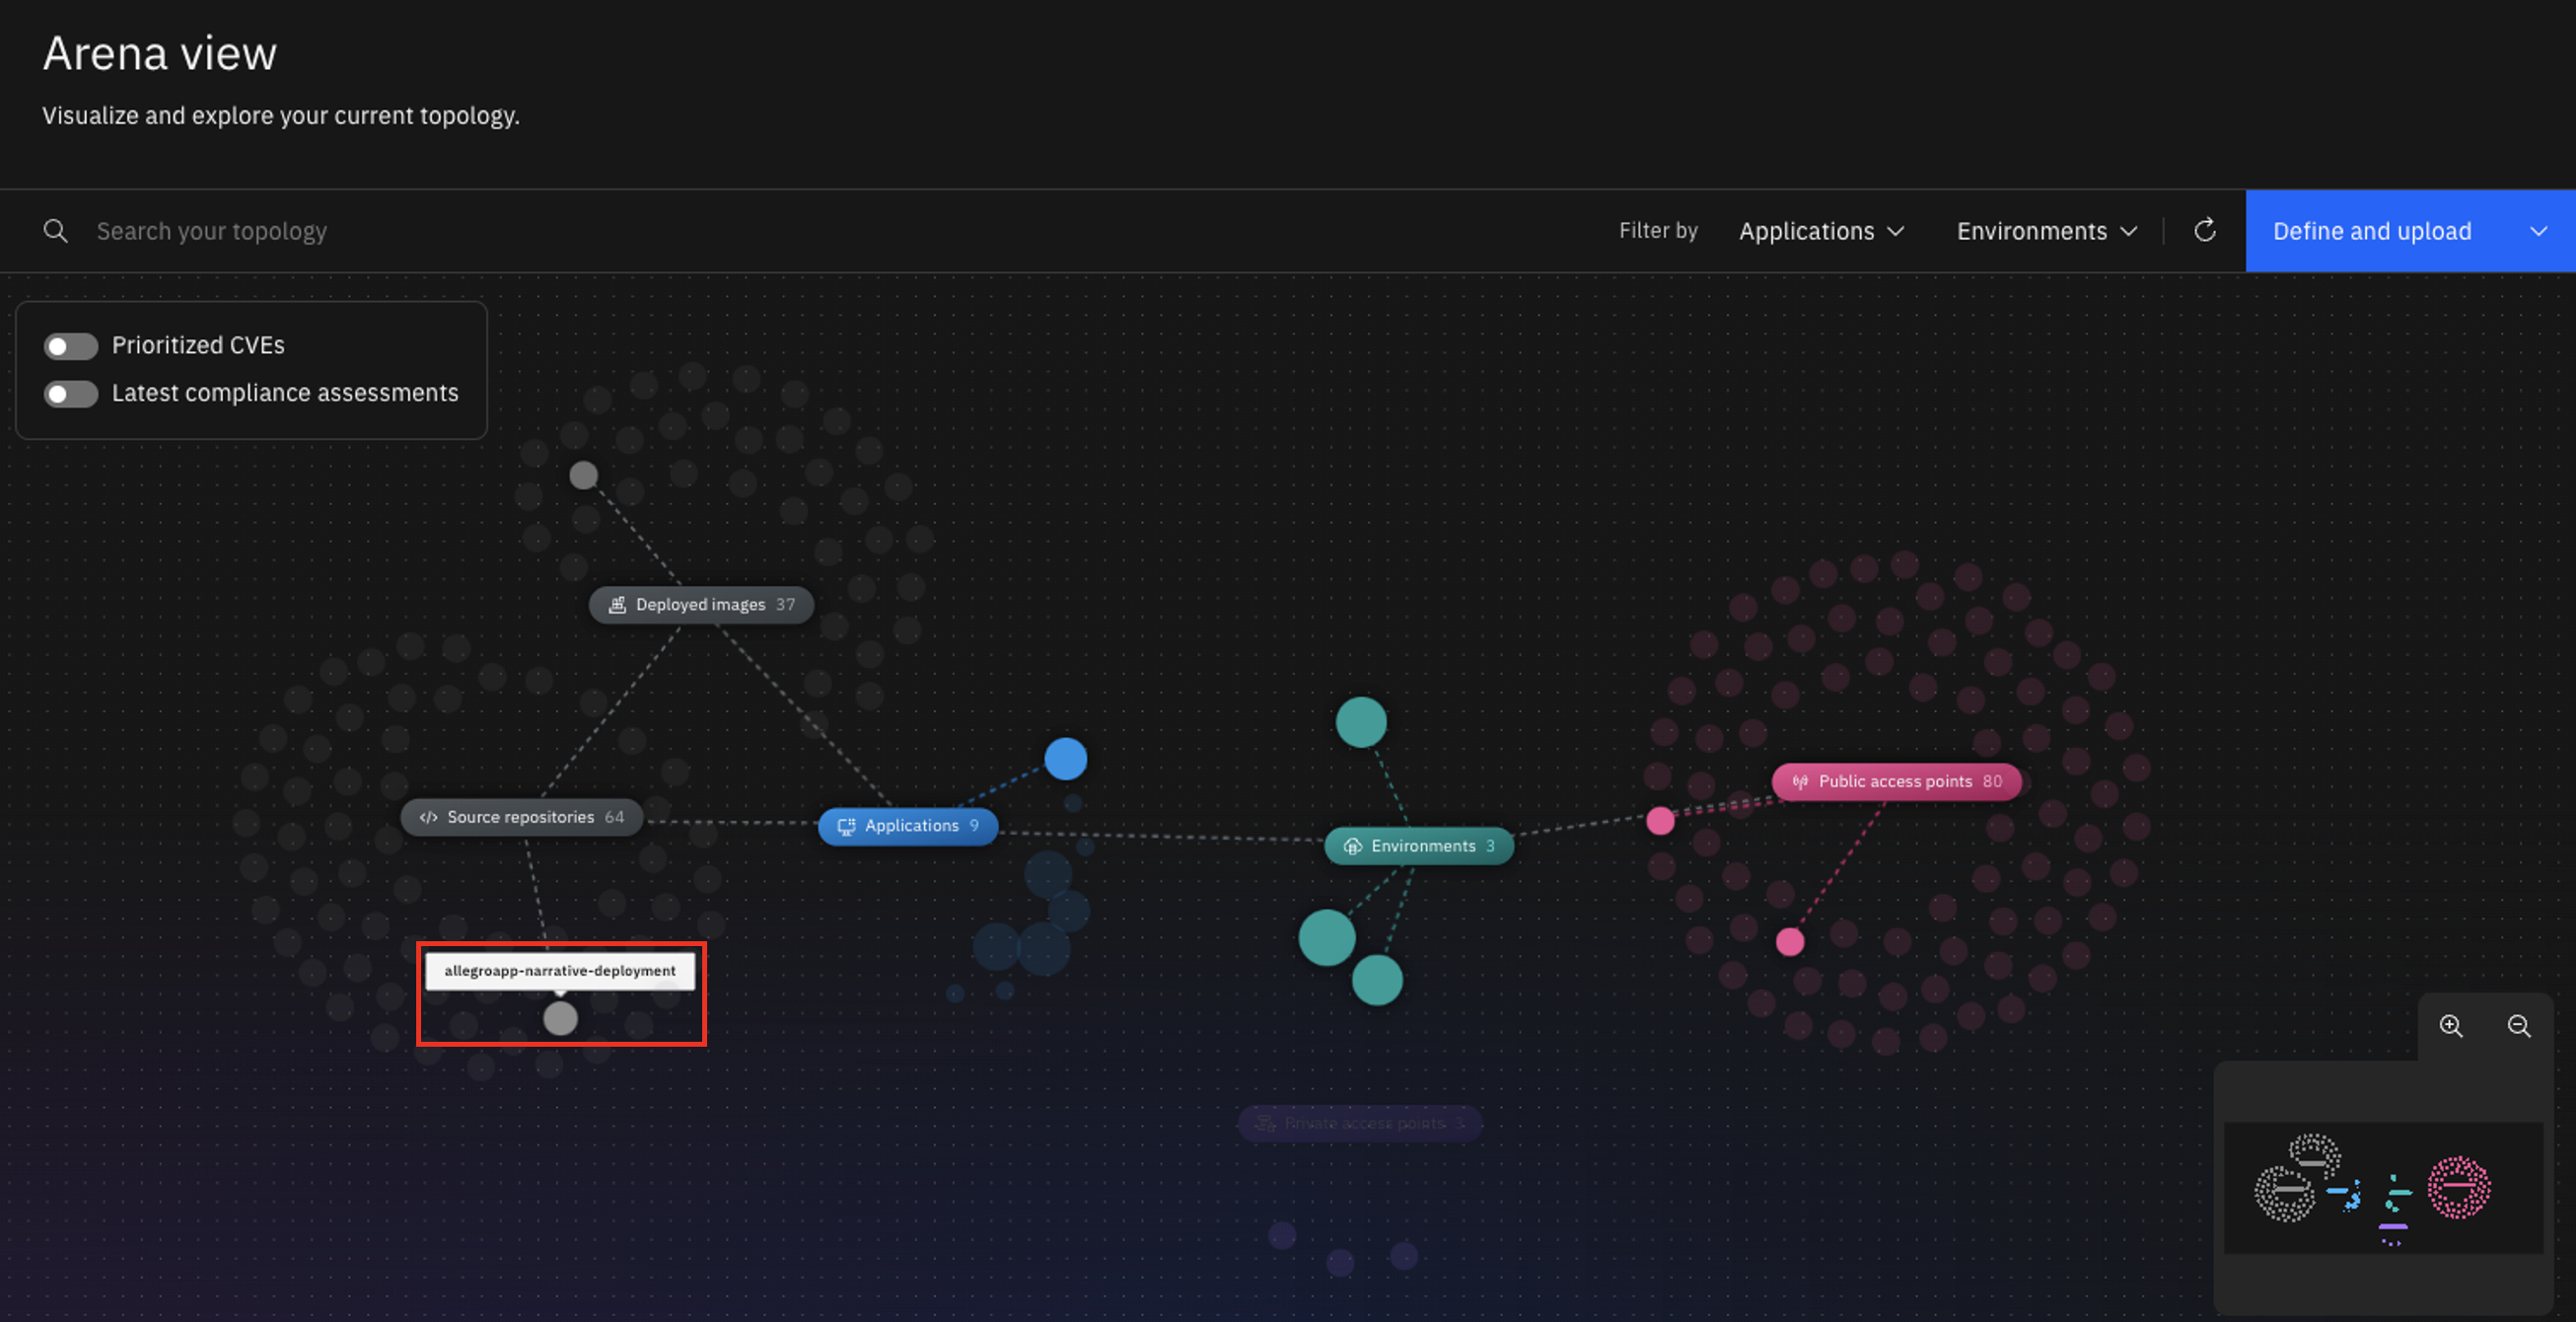 Arena view
Visualize and explore your current topology.
Search your topology
Filter by
Applications
Environments
Define and upload
Prioritized CVEs
Latest compliance assessments
Deployed images 37
Public access points 80
Source repositories 64
Applications 9
Environments 3
allegroapp-narrative-deployment
Private access points 3